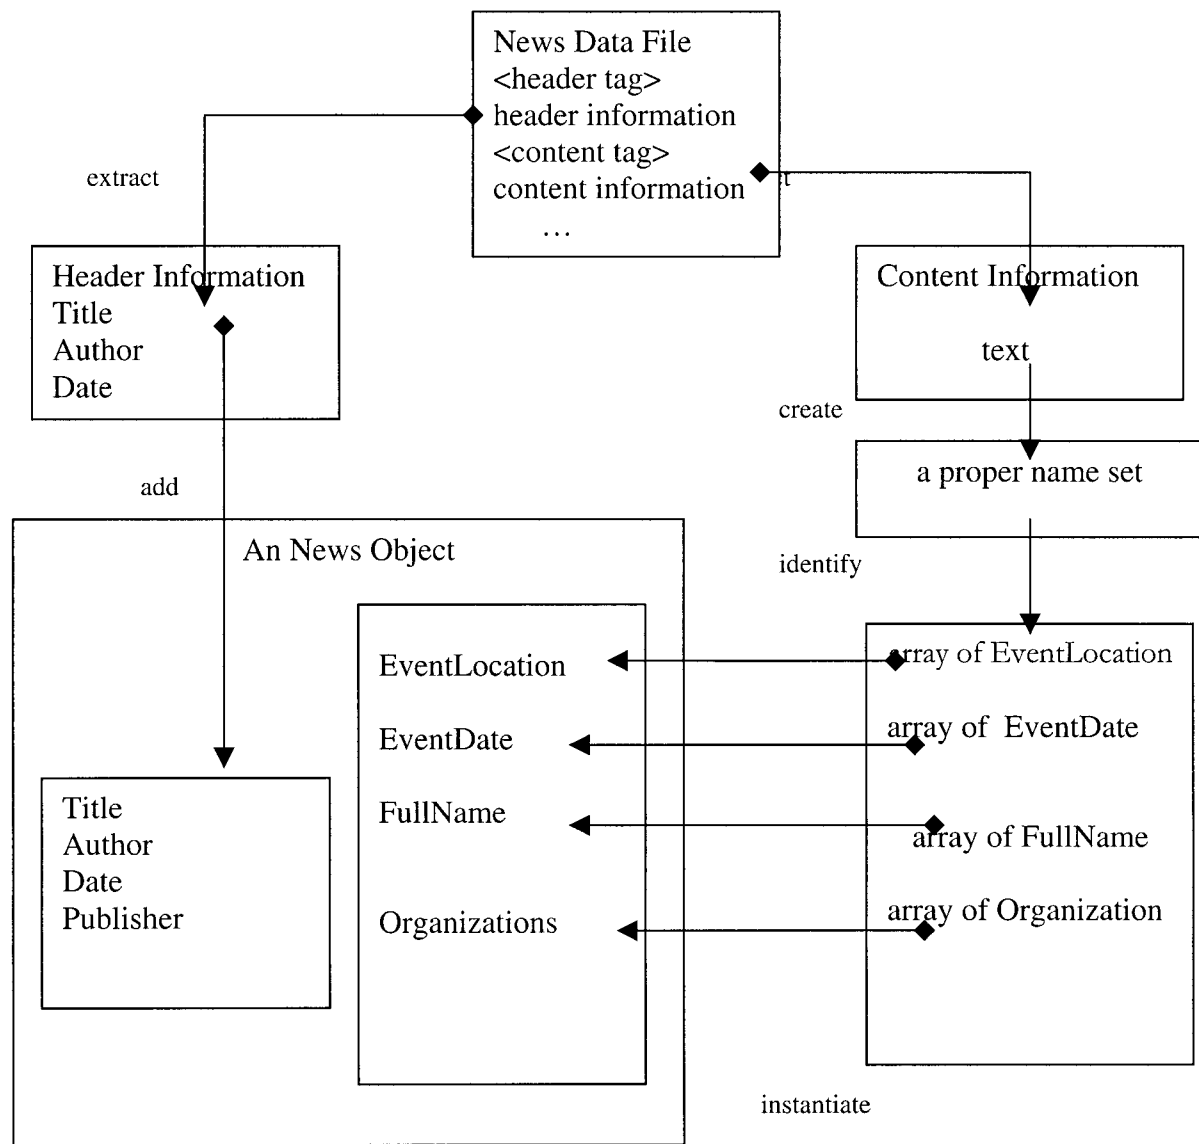 News Data File
<header tag>
header information
<content tag>
content information
…
extract
Header Information
Title
Author
Date
Content Information
text
create
a proper name set
add
identify
An News Object
EventLocation
EventDate
FullName
Organizations
Title
Author
Date
Publisher
array of EventLocation
array of EventDate
array of FullName
array of Organization
instantiate